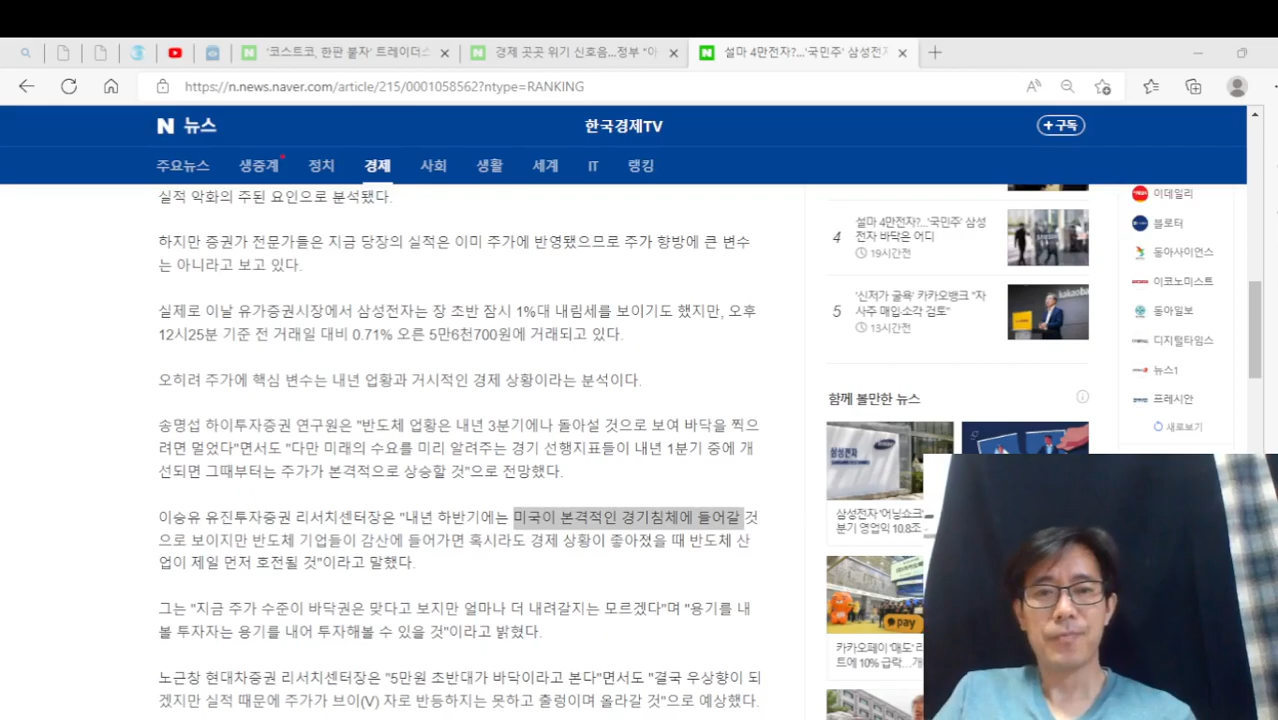 '코스트코, 한판 붙자' 트레이더스
경제 곳곳 위기 신호음...정부 "아
설마 4만전자?...'국민주' 삼성전자
https://n.news.naver.com/article/215/0001058562?ntype=RANKING
N 뉴스
한국경제TV
+구독
주요뉴스 생중계 정치 경제 사회 생활 세계 IT 랭킹
실적 악화의 주된 요인으로 분석됐다.
하지만 증권가 전문가들은 지금 당장의 실적은 이미 주가에 반영됐으므로 주가 향방에 큰 변수
는 아니라고 보고 있다.
실제로 이날 유가증권시장에서 삼성전자는 장 초반 잠시 1%대 내림세를 보이기도 했지만, 오후
12시25분 기준 전 거래일 대비 0.71% 오른 5만6천700원에 거래되고 있다.
오히려 주가에 핵심 변수는 내년 업황과 거시적인 경제 상황이라는 분석이다.
송명섭 하이투자증권 연구원은 "반도체 업황은 내년 3분기에나 돌아설 것으로 보여 바닥을 찍으
려면 멀었다"면서도 "다만 미래의 수요를 미리 알려주는 경기 선행지표들이 내년 1분기 중에 개
선되면 그때부터는 주가가 본격적으로 상승할 것"으로 전망했다.
이승유 유진투자증권 리서치센터장은 "내년 하반기에는 미국이 본격적인 경기침체에 들어갈 것
으로 보이지만 반도체 기업들이 감산에 들어가면 혹시라도 경제 상황이 좋아졌을 때 반도체 산
업이 제일 먼저 호전될 것"이라고 말했다.
그는 "지금 주가 수준이 바닥권은 맞다고 보지만 얼마나 더 내려갈지는 모르겠다"며 "용기를 내
볼 투자자는 용기를 내어 투자해볼 수 있을 것"이라고 밝혔다.
노근창 현대차증권 리서치센터장은 "5만원 초반대가 바닥이라고 본다"면서도 "결국 우상향이 되
겠지만 실적 때문에 주가가 브이(V) 자로 반등하지는 못하고 출렁이며 올라갈 것"으로 예상했다.
4
설마 4만전자?...'국민주' 삼성
전자 바닥은 어디
19시간전
5
'신저가 굴욕' 카카오뱅크 "자
사주 매입·소각 검토"
13시간전
함께 볼만한 뉴스
삼성전자
삼성전자 '어닝쇼크'
분기 영업익 10.8조
pay
카카오페이 '매도' 리
트에 10% 급락...개
이데일리
블로터
동아사이언스
이코노미스트
동아일보
디지털타임스
뉴스1
프레시안
새로보기